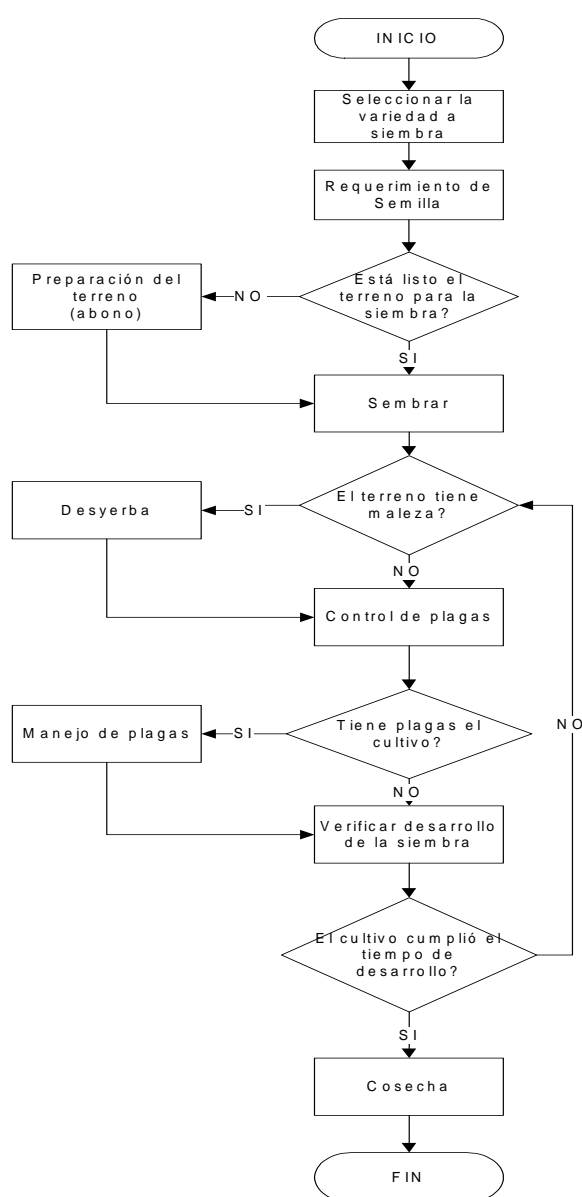 INICIO
Seleccionar la
variedad a
siembra
Requerimiento de
Semilla
Está listo el
terreno para la
siembra?
NO
Preparación del
terreno
(abono)
SI
Sembrar
El terreno tiene
maleza?
SI
Desyerba
NO
Control de plagas
Tiene plagas el
cultivo?
SI
Manejo de plagas
NO
NO
Verificar desarrollo
de la siembra
El cultivo cumplió el
tiempo de
desarrollo?
SI
Cosecha
FIN